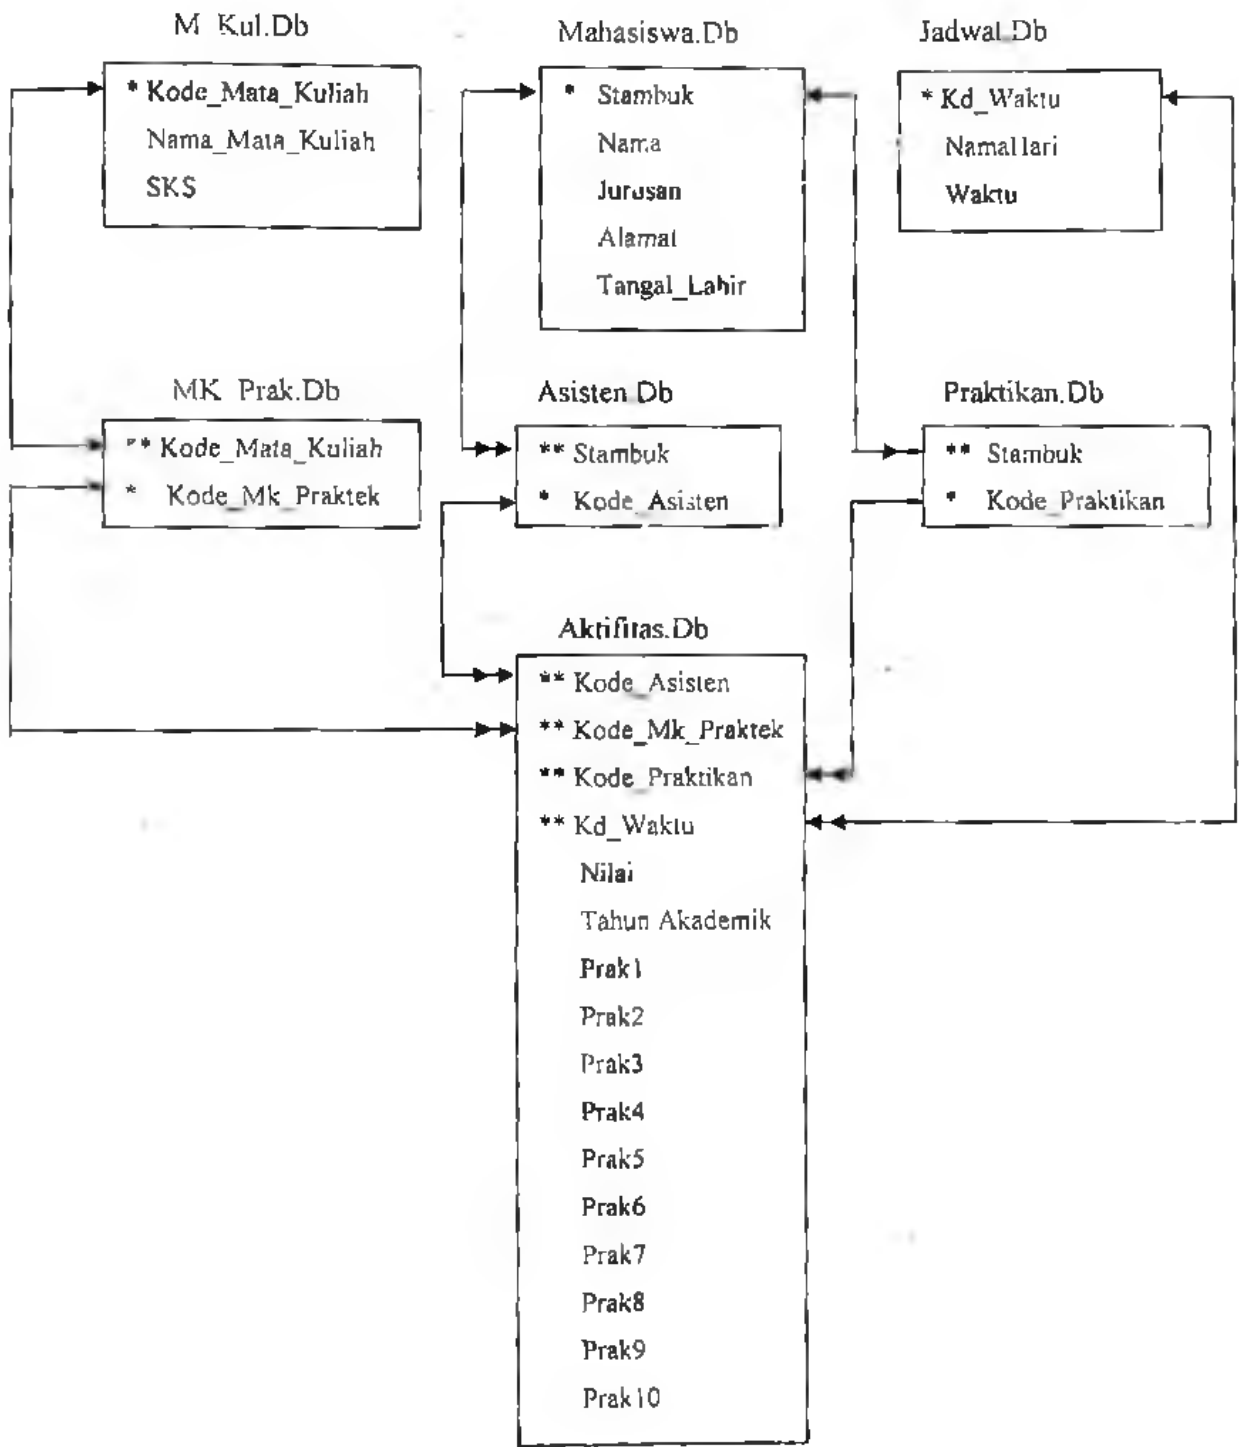 M_Kul.Db
* Kode_Mata_Kuliah
Nama_Mata_Kuliah
SKS
Mahasiswa.Db
* Stambuk
Nama
Jurusan
Alamat
Tangal_Lahir
Jadwal_Db
* Kd_Waktu
NamaHari
Waktu
MK_Prak.Db
** Kode_Mata_Kuliah
* Kode_Mk_Praktek
Asisten.Db
** Stambuk
* Kode_Asisten
Praktikan.Db
** Stambuk
* Kode_Praktikan
Aktifitas.Db
** Kode_Asisten
** Kode_Mk_Praktek
** Kode_Praktikan
** Kd_Waktu
Nilai
Tahun Akademik
Prak1
Prak2
Prak3
Prak4
Prak5
Prak6
Prak7
Prak8
Prak9
Prak10